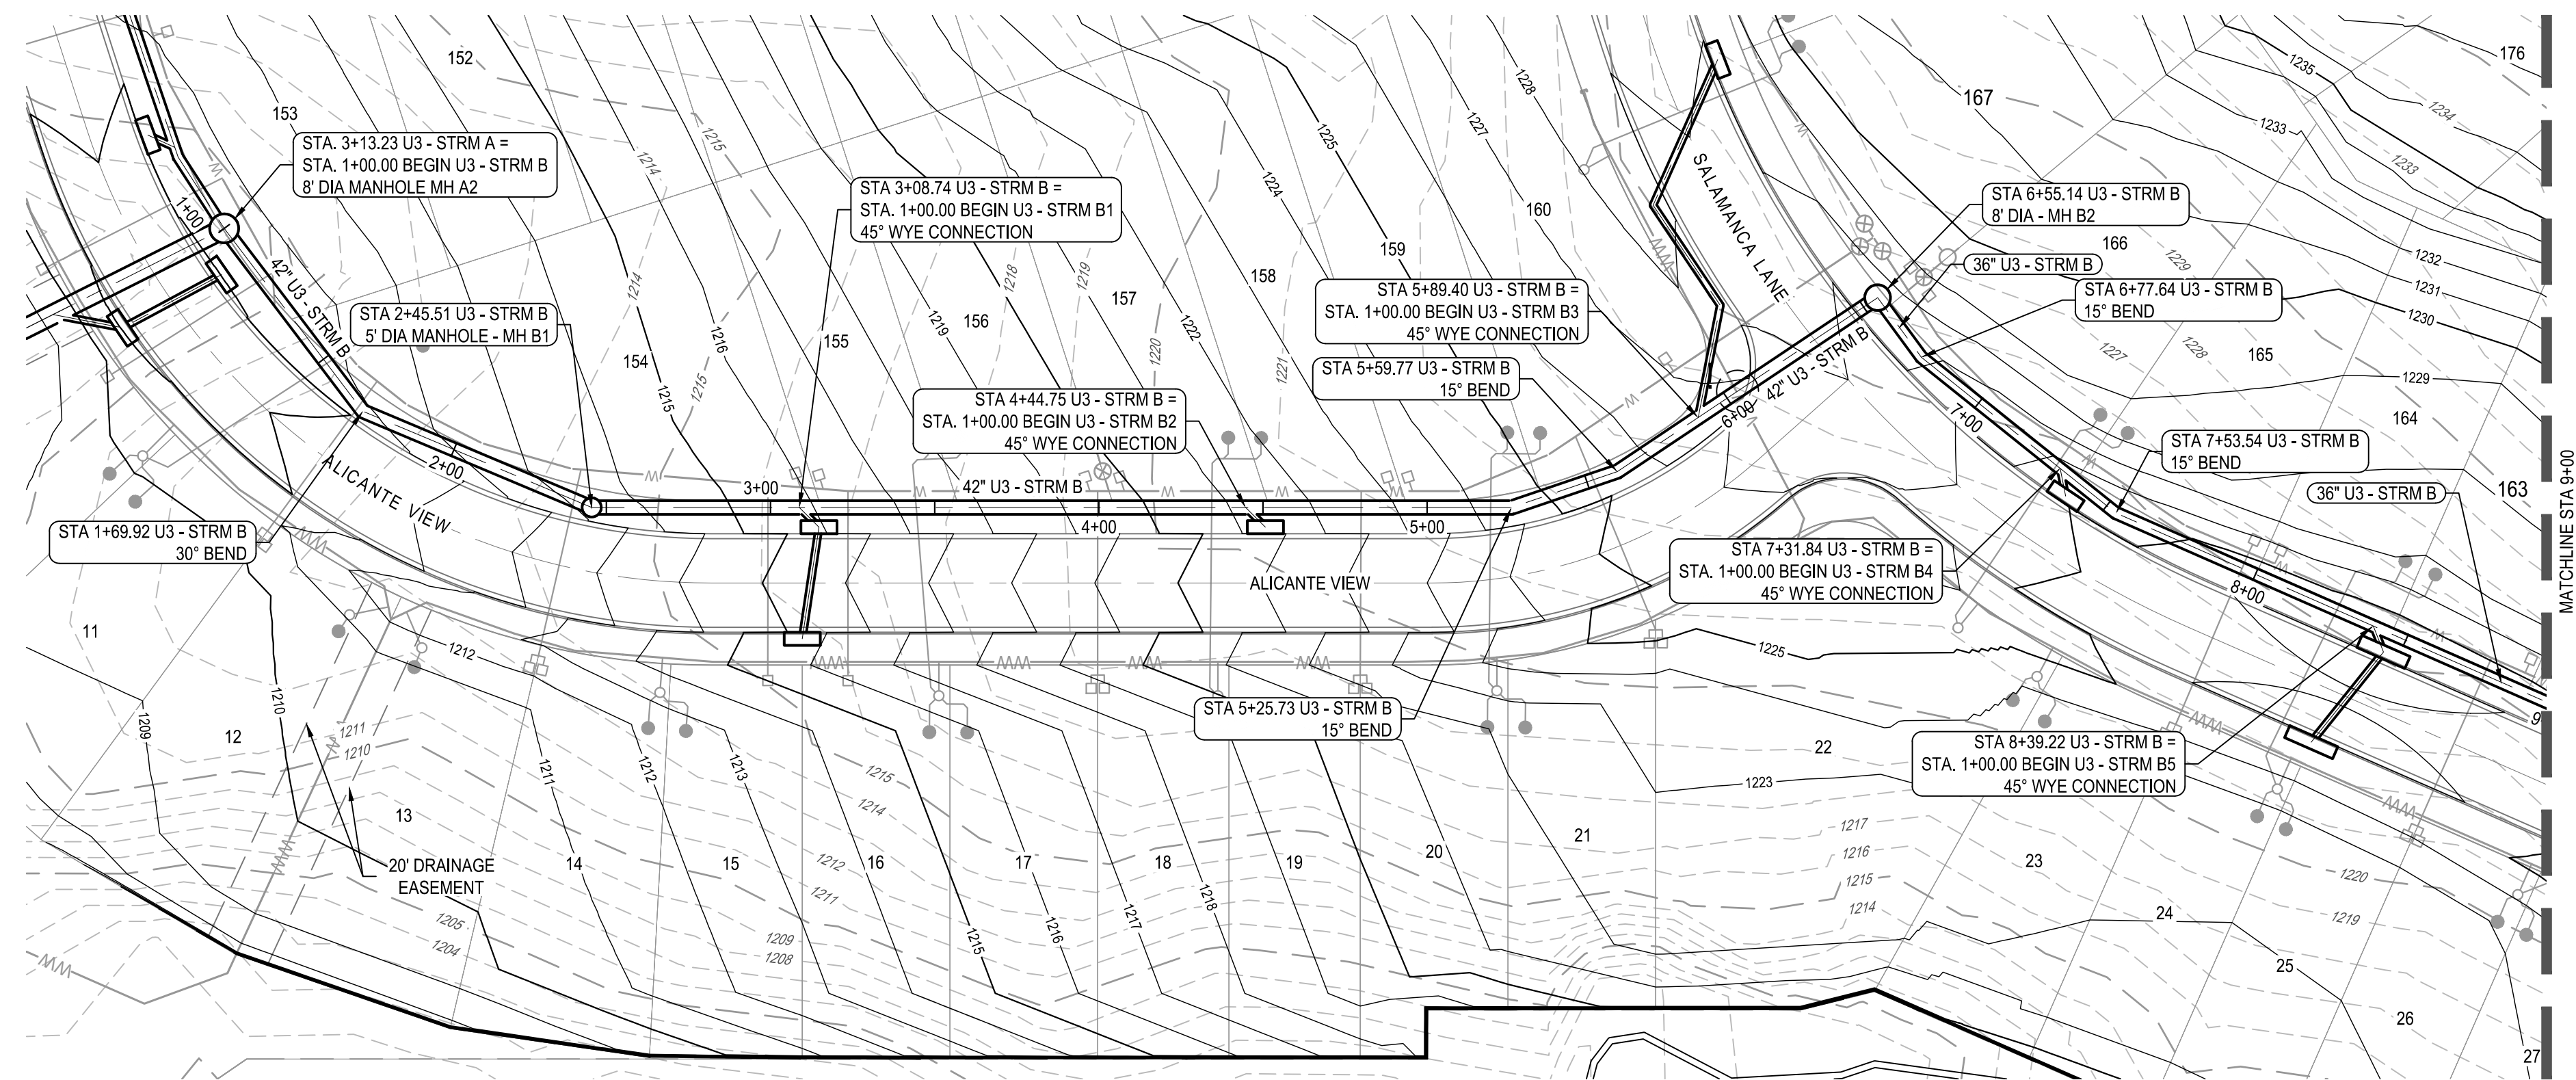 152
153
STA. 3+13.23 U3 - STRM A =
STA. 1+00.00 BEGIN U3 - STRM B
8' DIA MANHOLE MH A2
1+00
42" U3 - STRM B
STA 2+45.51 U3 - STRM B
5' DIA MANHOLE - MH B1
STA 1+69.92 U3 - STRM B
30° BEND
ALICANTE VIEW
2+00
154
1214
1215
1214
1215
1216
1215
155
STA 3+08.74 U3 - STRM B =
STA. 1+00.00 BEGIN U3 - STRM B1
45° WYE CONNECTION
3+00
42" U3 - STRM B
STA 4+44.75 U3 - STRM B =
STA. 1+00.00 BEGIN U3 - STRM B2
45° WYE CONNECTION
4+00
5+00
1219
156
1218
1219
157
1220
1222
158
1221
1224
1225
159
1227
1228
160
STA 5+89.40 U3 - STRM B =
STA. 1+00.00 BEGIN U3 - STRM B3
45° WYE CONNECTION
STA 5+59.77 U3 - STRM B
15° BEND
ALICANTE VIEW
STA 5+25.73 U3 - STRM B
15° BEND
SALAMANCA LANE
6+00
42" U3 - STRM B
STA 6+55.14 U3 - STRM B
8' DIA - MH B2
36" U3 - STRM B
STA 6+77.64 U3 - STRM B
15° BEND
167
166
165
164
163
176
1235
1234
1233
1233
1232
1231
1230
1229
1229
1228
1227
7+00
STA 7+53.54 U3 - STRM B
15° BEND
36" U3 - STRM B
STA 7+31.84 U3 - STRM B =
STA. 1+00.00 BEGIN U3 - STRM B4
45° WYE CONNECTION
8+00
STA 8+39.22 U3 - STRM B =
STA. 1+00.00 BEGIN U3 - STRM B5
45° WYE CONNECTION
9
MATCHLINE STA 9+00
11
12
13
14
15
16
17
18
19
20
21
22
23
24
25
26
27
1209
1210
1212
1211
1210
1211
1212
1213
1215
1214
1212
1211
1209
1208
1205
1204
1215
1216
1217
1218
1225
1223
1217
1216
1215
1214
1220
1219
20' DRAINAGE
EASEMENT